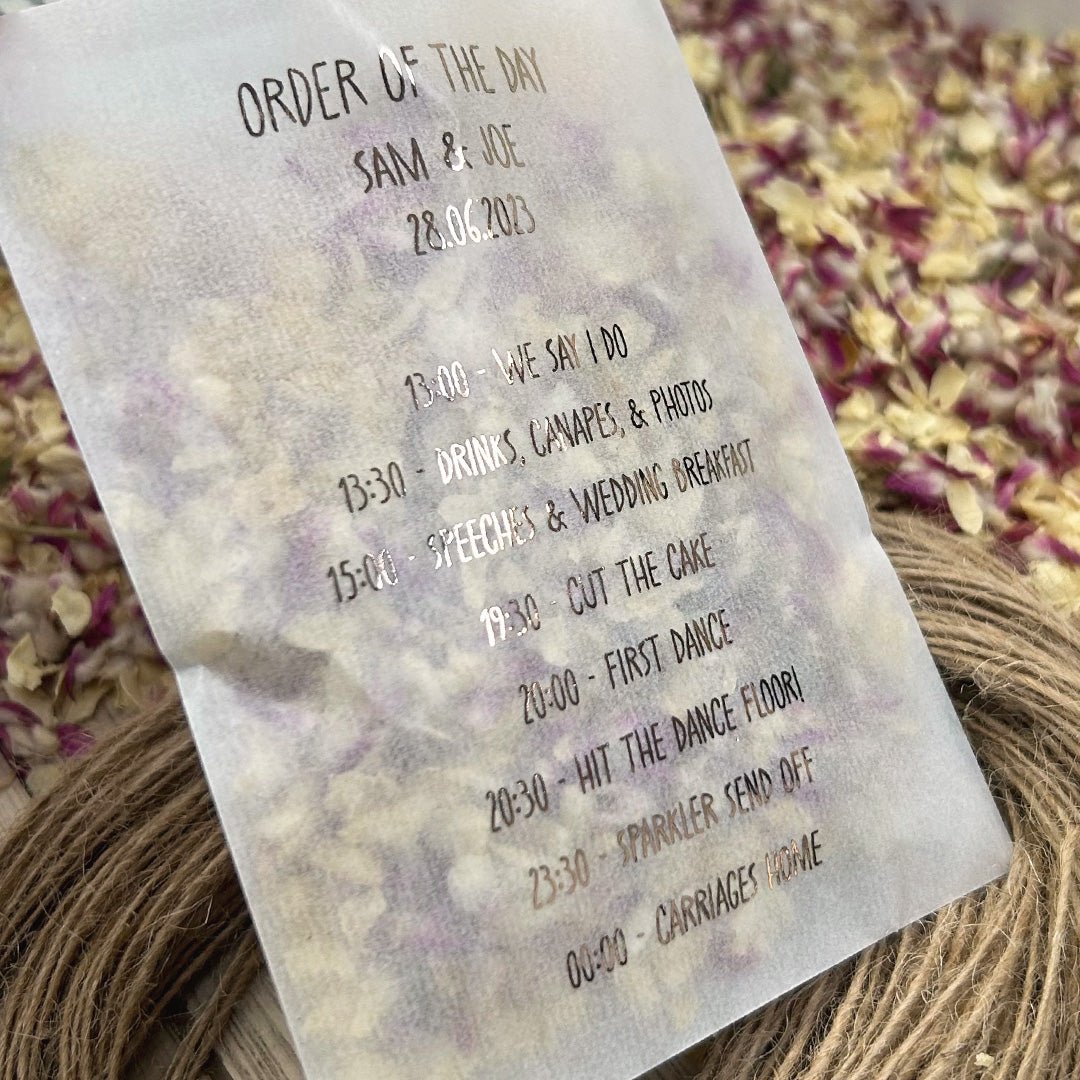 ORDER OF THE DAY
SAM & JOE
28.06.2023
13:00 - WE SAY I DO
13:30 - DRINKS, CANAPES, & PHOTOS
15:00 - SPEECHES & WEDDING BREAKFAST
19:30 - CUT THE CAKE
20:00 - FIRST DANCE
20:30 - HIT THE DANCE FLOOR!
23:30 - SPARKLER SEND OFF
00:00 - CARRIAGES HOME